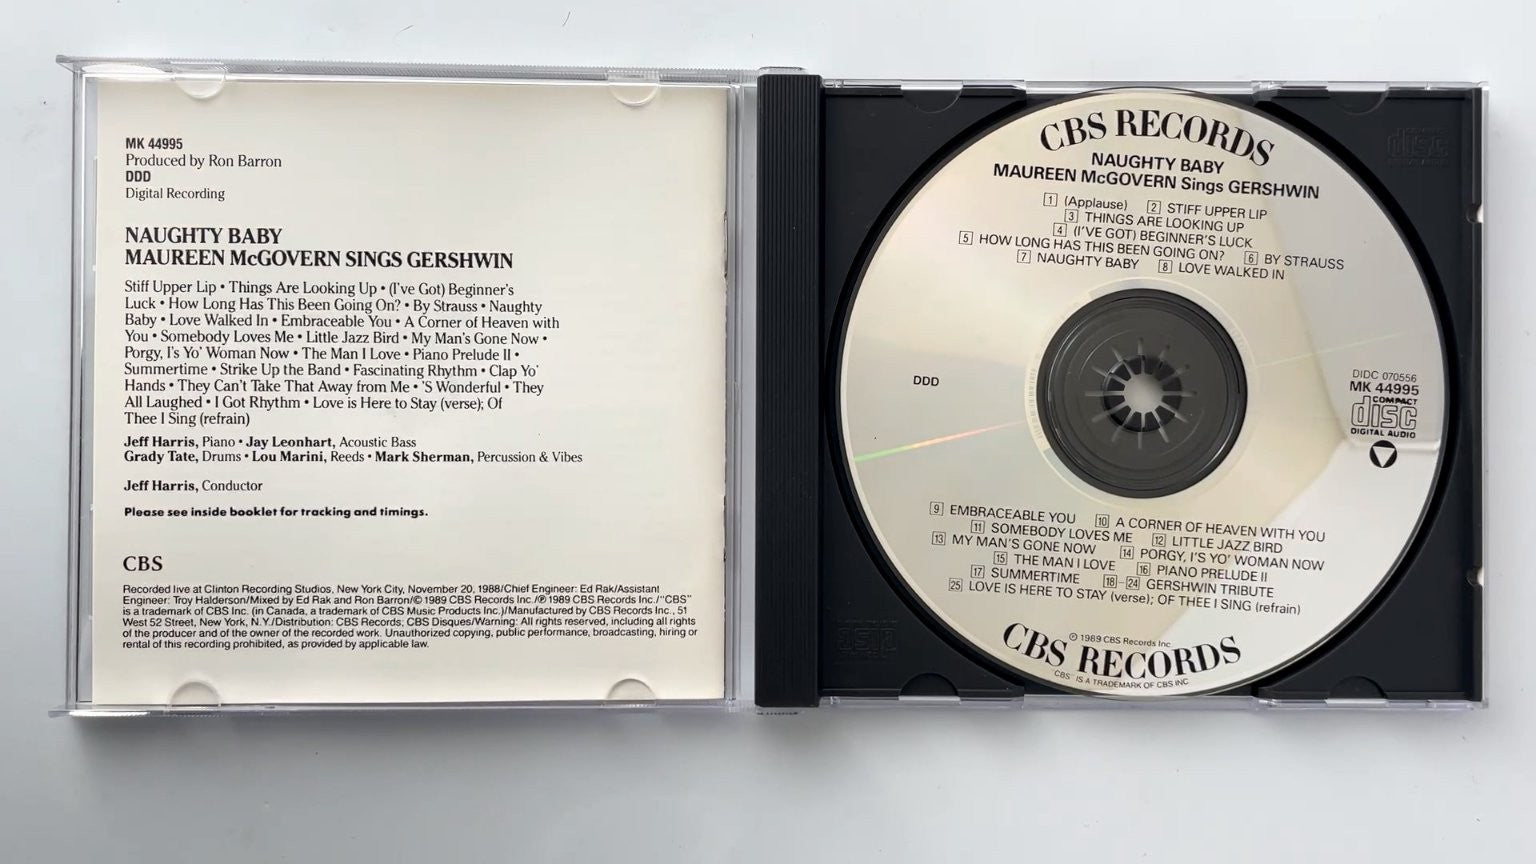 MK 44995
Produced by Ron Barron
DDD
Digital Recording
NAUGHTY BABY
MAUREEN McGOVERN SINGS GERSHWIN
Stiff Upper Lip • Things Are Looking Up • (I've Got) Beginner's
Luck • How Long Has This Been Going On? • By Strauss • Naughty
Baby • Love Walked In • Embraceable You • A Corner of Heaven with
You • Somebody Loves Me • Little Jazz Bird • My Man's Gone Now •
Porgy, I's Yo' Woman Now • The Man I Love • Piano Prelude II •
Summertime • Strike Up the Band • Fascinating Rhythm • Clap Yo'
Hands • They Can't Take That Away from Me • 'S Wonderful • They
All Laughed • I Got Rhythm • Love is Here to Stay (verse); Of
Thee I Sing (refrain)
Jeff Harris, Piano • Jay Leonhart, Acoustic Bass
Grady Tate, Drums • Lou Marini, Reeds • Mark Sherman, Percussion & Vibes
Jeff Harris, Conductor
Please see inside booklet for tracking and timings.
CBS
Recorded live at Clinton Recording Studios, New York City, November 20, 1988/Chief Engineer: Ed Rak/Assistant
Engineer: Troy Halderson/Mixed by Ed Rak and Ron Barron/© 1989 CBS Records Inc./℗ 1989 CBS Records Inc./"CBS"
is a trademark of CBS Inc. (in Canada, a trademark of CBS Music Products Inc.)/Manufactured by CBS Records Inc., 51
West 52 Street, New York, N.Y./Distribution: CBS Records; CBS Disques/Warning: All rights reserved, including all rights
of the producer and of the owner of the recorded work. Unauthorized copying, public performance, broadcasting, hiring or
rental of this recording prohibited, as provided by applicable law.
CBS RECORDS
NAUGHTY BABY
MAUREEN McGOVERN Sings GERSHWIN
1 (Applause) 2 STIFF UPPER LIP
3 THINGS ARE LOOKING UP
4 (I'VE GOT) BEGINNER'S LUCK
5 HOW LONG HAS THIS BEEN GOING ON? 6 BY STRAUSS
7 NAUGHTY BABY 8 LOVE WALKED IN
DDD
DIDC 070556
MK 44995
COMPACT
disc
DIGITAL AUDIO
9 EMBRACEABLE YOU 10 A CORNER OF HEAVEN WITH YOU
11 SOMEBODY LOVES ME 12 LITTLE JAZZ BIRD
13 MY MAN'S GONE NOW 14 PORGY, I'S YO' WOMAN NOW
15 THE MAN I LOVE 16 PIANO PRELUDE II
17 SUMMERTIME 18-24 GERSHWIN TRIBUTE
25 LOVE IS HERE TO STAY (verse); OF THEE I SING (refrain)
℗ 1989 CBS Records Inc.
CBS RECORDS
"CBS" IS A TRADEMARK OF CBS INC
disc